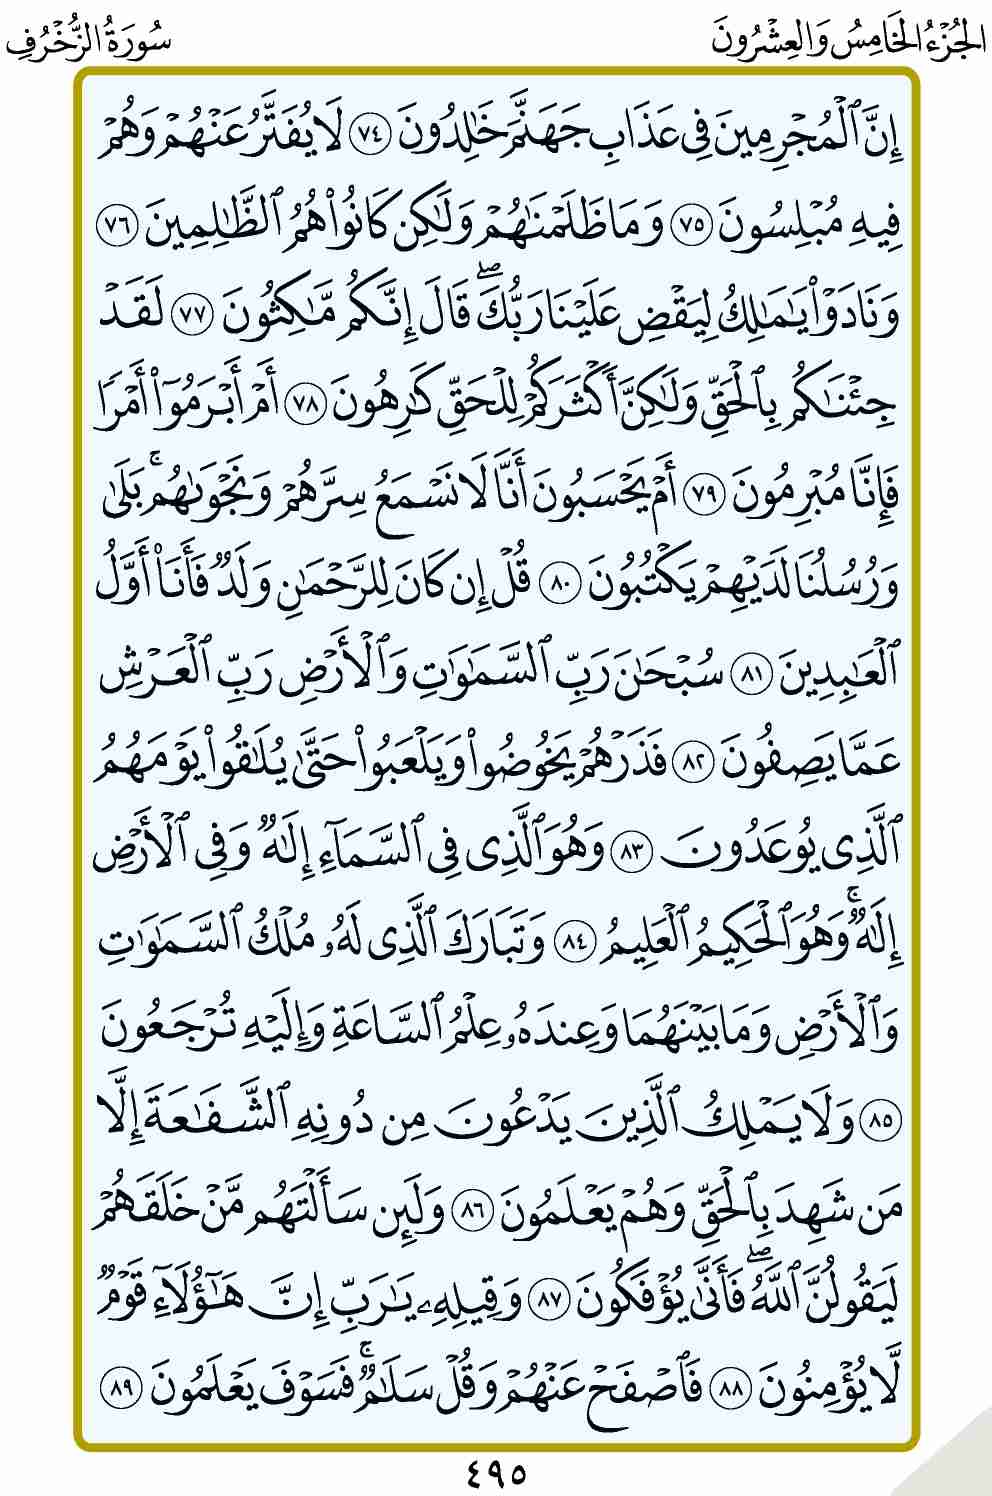 الجُزْءُ الخَامِسُ وَالعِشْرُونَ
سُورَةُ الزُّخْرُفِ
إِنَّ ٱلْمُجْرِمِينَ فِى عَذَابِ جَهَنَّمَ خَٰلِدُونَ ٧٤ لَا يُفَتَّرُ عَنْهُمْ وَهُمْ
فِيهِ مُبْلِسُونَ ٧٥ وَمَا ظَلَمْنَٰهُمْ وَلَٰكِن كَانُوا۟ هُمُ ٱلظَّٰلِمِينَ ٧٦
وَنَادَوْا۟ يَٰمَٰلِكُ لِيَقْضِ عَلَيْنَا رَبُّكَ ۖ قَالَ إِنَّكُم مَّٰكِثُونَ ٧٧ لَقَدْ
جِئْنَٰكُم بِٱلْحَقِّ وَلَٰكِنَّ أَكْثَرَكُمْ لِلْحَقِّ كَٰرِهُونَ ٧٨ أَمْ أَبْرَمُوٓا۟ أَمْرًا
فَإِنَّا مُبْرِمُونَ ٧٩ أَمْ يَحْسَبُونَ أَنَّا لَا نَسْمَعُ سِرَّهُمْ وَنَجْوَىٰهُم ۚ بَلَىٰ
وَرُسُلُنَا لَدَيْهِمْ يَكْتُبُونَ ٨٠ قُلْ إِن كَانَ لِلرَّحْمَٰنِ وَلَدٌ فَأَنَا۠ أَوَّلُ
ٱلْعَٰبِدِينَ ٨١ سُبْحَٰنَ رَبِّ ٱلسَّمَٰوَٰتِ وَٱلْأَرْضِ رَبِّ ٱلْعَرْشِ
عَمَّا يَصِفُونَ ٨٢ فَذَرْهُمْ يَخُوضُوا۟ وَيَلْعَبُوا۟ حَتَّىٰ يُلَٰقُوا۟ يَوْمَهُمُ
ٱلَّذِى يُوعَدُونَ ٨٣ وَهُوَ ٱلَّذِى فِى ٱلسَّمَآءِ إِلَٰهٌ وَفِى ٱلْأَرْضِ
إِلَٰهٌ ۚ وَهُوَ ٱلْحَكِيمُ ٱلْعَلِيمُ ٨٤ وَتَبَارَكَ ٱلَّذِى لَهُۥ مُلْكُ ٱلسَّمَٰوَٰتِ
وَٱلْأَرْضِ وَمَا بَيْنَهُمَا وَعِندَهُۥ عِلْمُ ٱلسَّاعَةِ وَإِلَيْهِ تُرْجَعُونَ
٨٥ وَلَا يَمْلِكُ ٱلَّذِينَ يَدْعُونَ مِن دُونِهِ ٱلشَّفَٰعَةَ إِلَّا
مَن شَهِدَ بِٱلْحَقِّ وَهُمْ يَعْلَمُونَ ٨٦ وَلَئِن سَأَلْتَهُم مَّنْ خَلَقَهُمْ
لَيَقُولُنَّ ٱللَّهُ ۖ فَأَنَّىٰ يُؤْفَكُونَ ٨٧ وَقِيلِهِۦ يَٰرَبِّ إِنَّ هَٰٓؤُلَآءِ قَوْمٌ
لَّا يُؤْمِنُونَ ٨٨ فَٱصْفَحْ عَنْهُمْ وَقُلْ سَلَٰمٌ ۚ فَسَوْفَ يَعْلَمُونَ ٨٩
٤٩٥